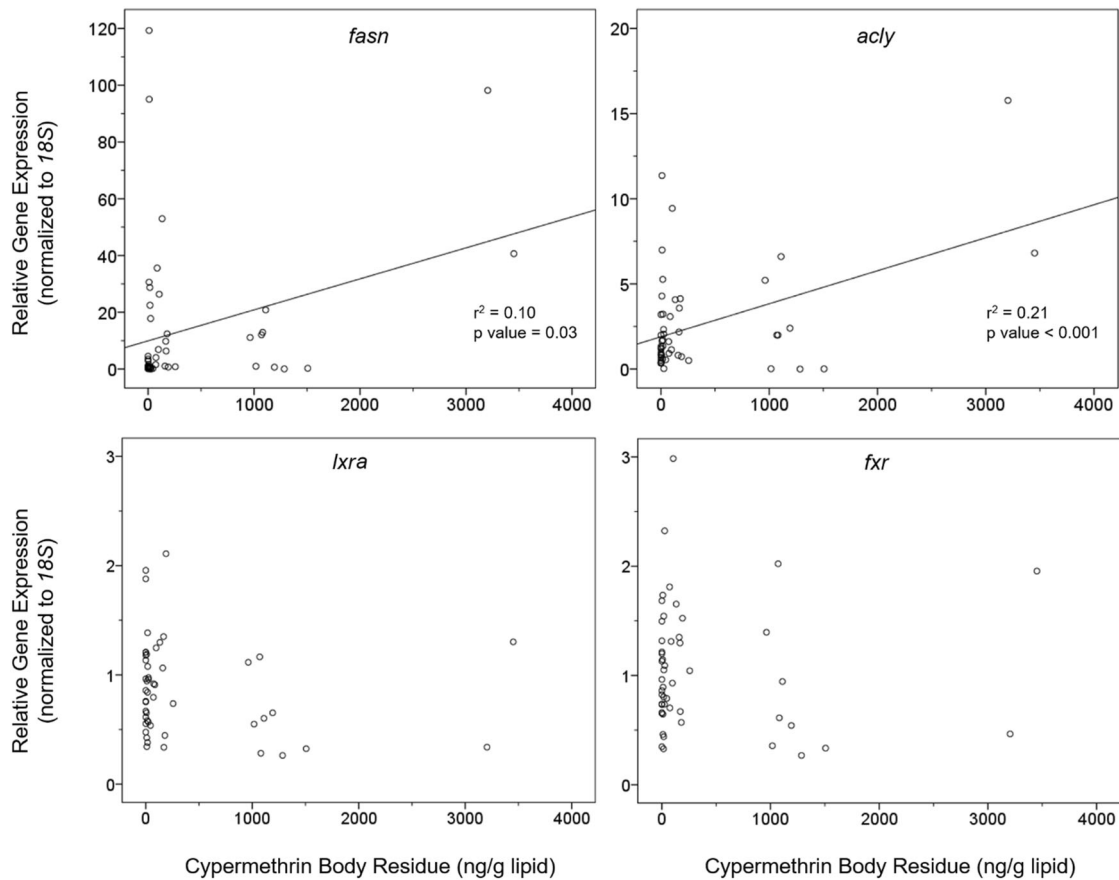 fasn
acly
120
100
80
60
40
20
0
20
15
10
5
0
Relative Gene Expression
(normalized to 18S)
r² = 0.10
p value = 0.03
r² = 0.21
p value < 0.001
0 1000 2000 3000 4000
0 1000 2000 3000 4000
lxra
fxr
3
2
1
0
3
2
1
0
Relative Gene Expression
(normalized to 18S)
0 1000 2000 3000 4000
0 1000 2000 3000 4000
Cypermethrin Body Residue (ng/g lipid)
Cypermethrin Body Residue (ng/g lipid)